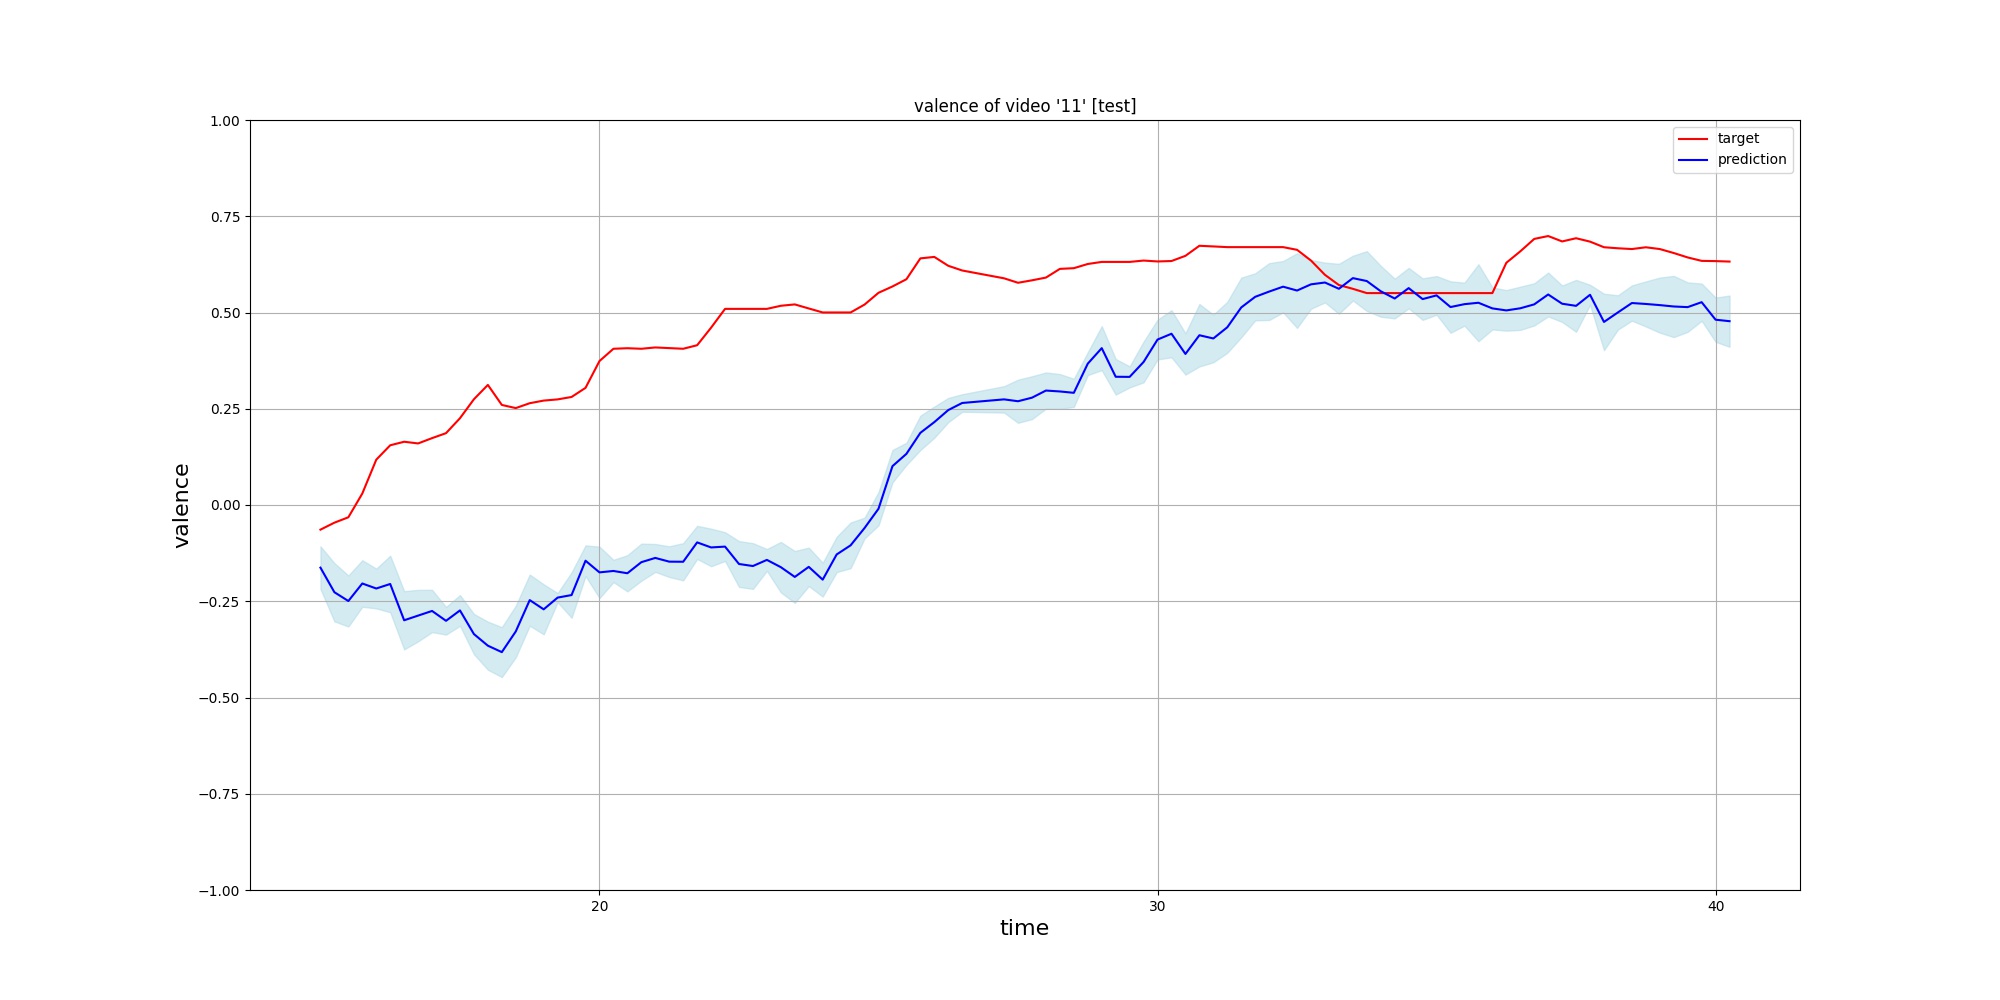 valence of video '11' [test]
1.00
0.75
0.50
0.25
0.00
−0.25
−0.50
−0.75
−1.00
valence
target
prediction
20 30 40
time